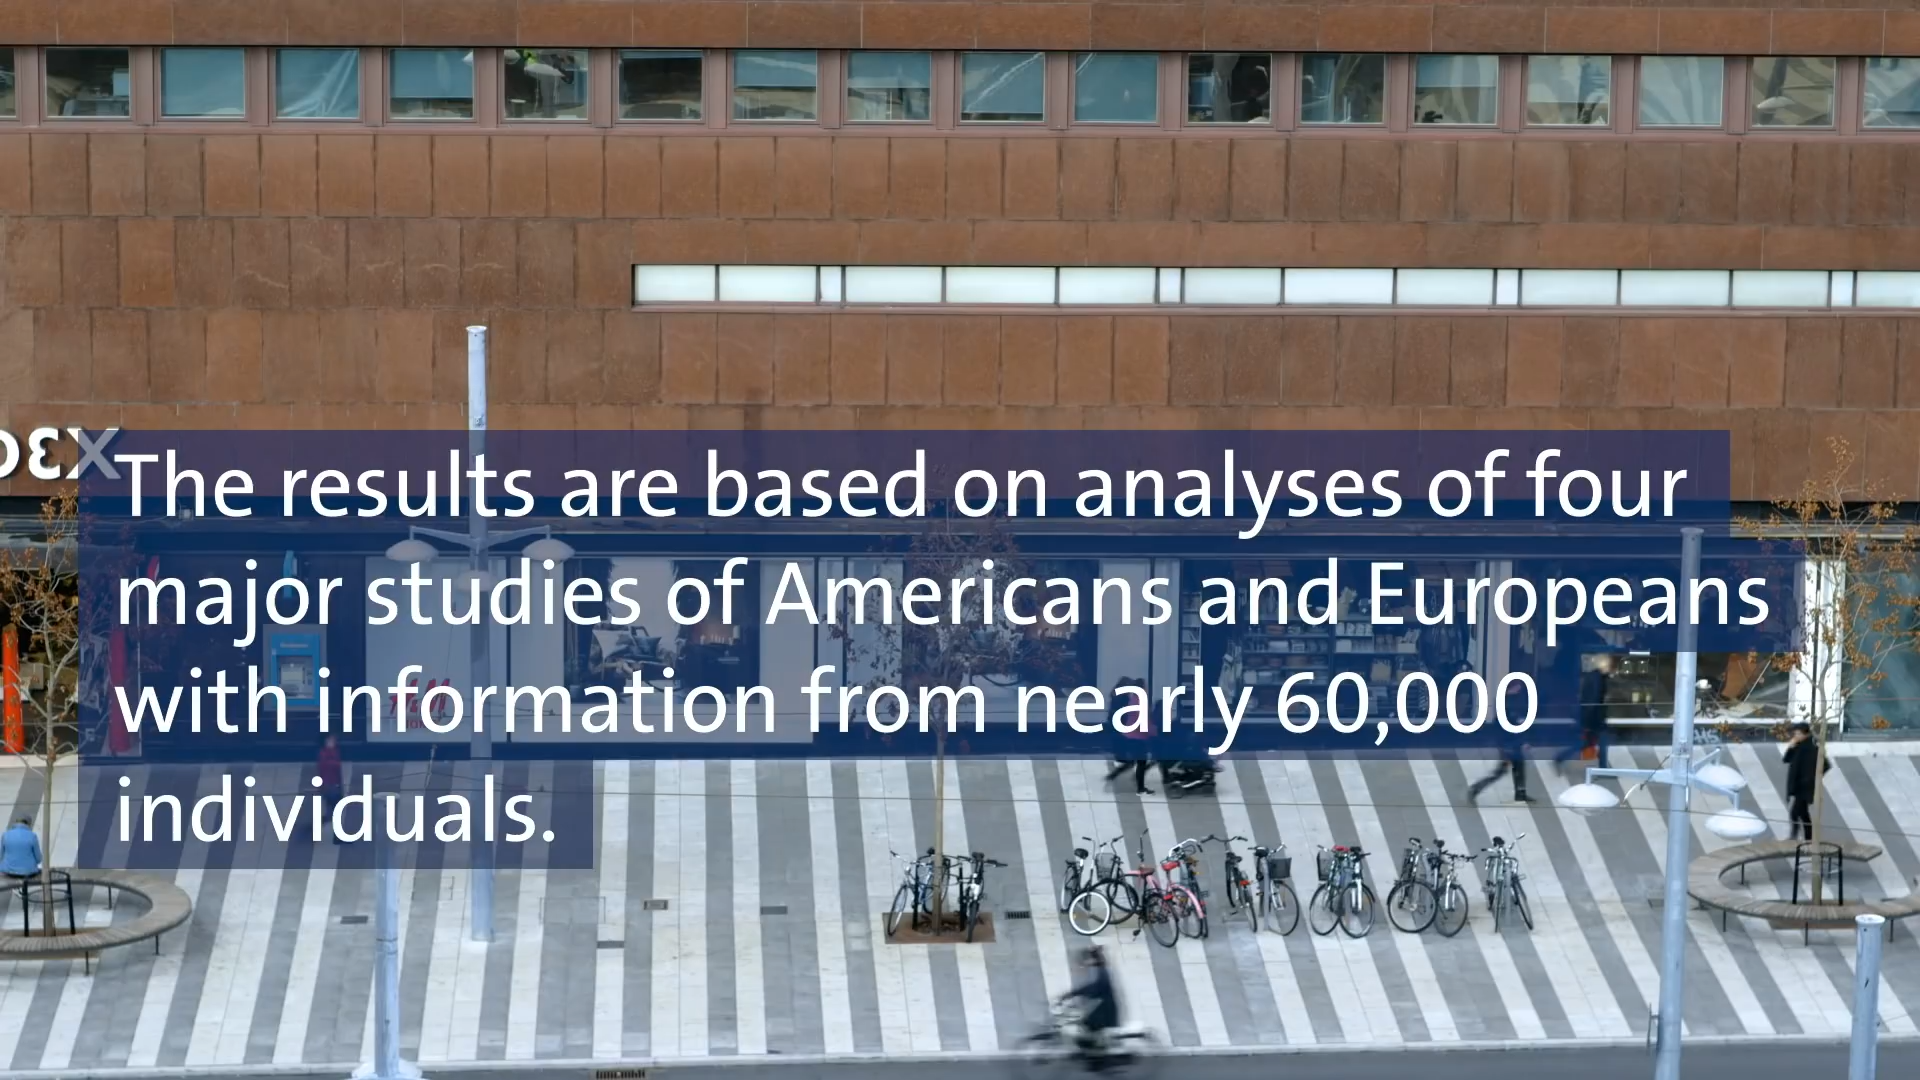 The results are based on analyses of four
major studies of Americans and Europeans
with information from nearly 60,000
individuals.
H&M